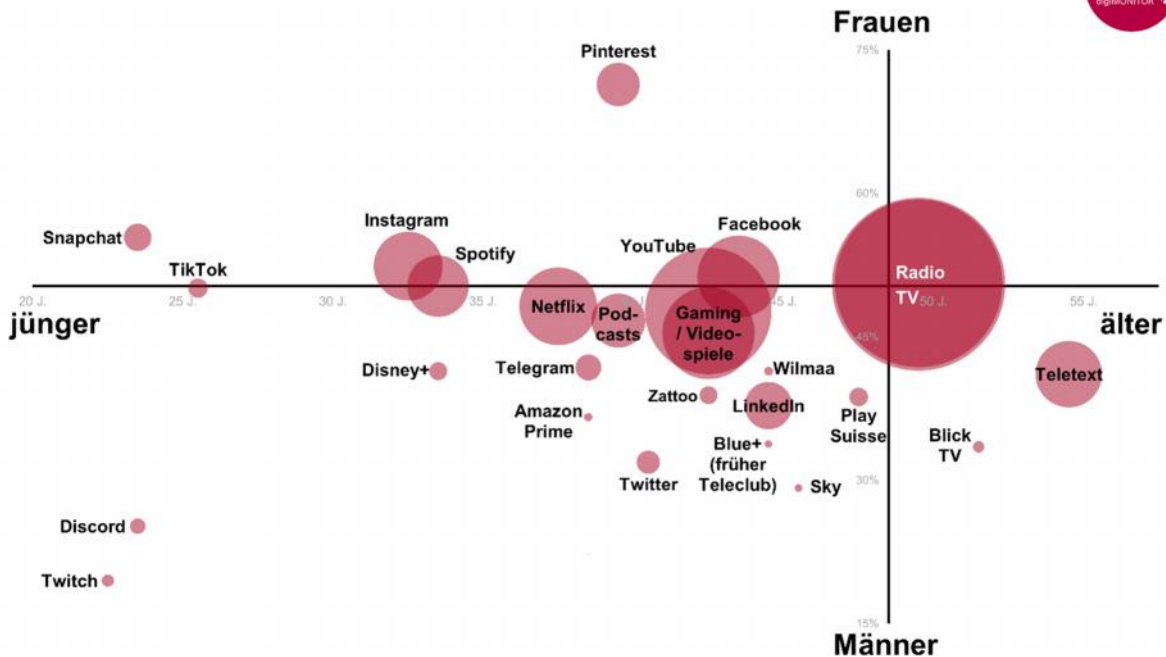 digiMONITOR
Frauen
75%
Pinterest
60%
Instagram
Facebook
Snapchat
YouTube
Spotify
TikTok
Radio
TV
20 J.
25 J.
30 J.
35 J.
45 J.
50 J.
55 J.
jünger
älter
Netflix
Pod-
casts
Gaming
/ Video-
spiele
45%
Disney+
Telegram
Wilmaa
Teletext
Zattoo
LinkedIn
Amazon
Prime
Play
Suisse
Blick
TV
Blue+
(früher
Teleclub)
Twitter
Sky
30%
Discord
Twitch
15%
Männer